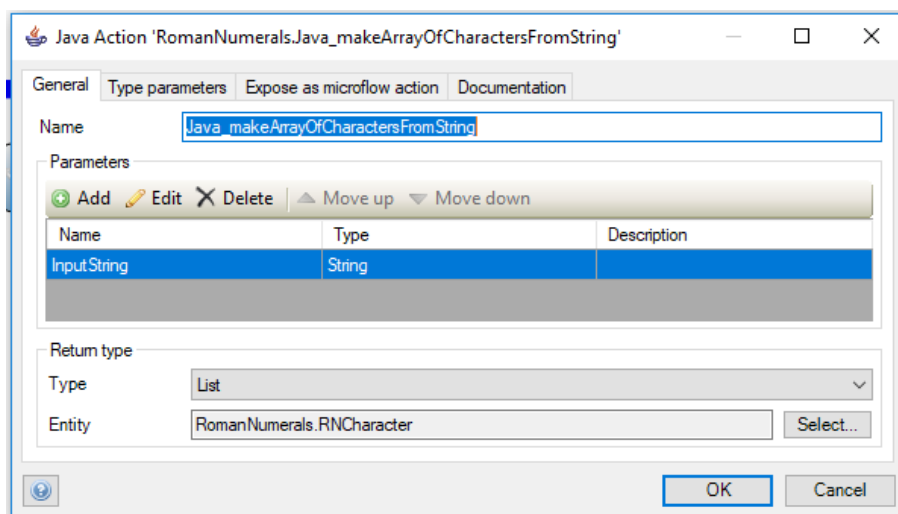 Java Action 'RomanNumerals.Java_makeArrayOfCharactersFromString'
General Type parameters Expose as microflow action Documentation
Name Java_makeArrayOfCharactersFromString
Parameters
Add Edit Delete Move up Move down
Name Type Description
InputString String
Return type
Type List
Entity RomanNumerals.RNCharacter Select...
OK Cancel